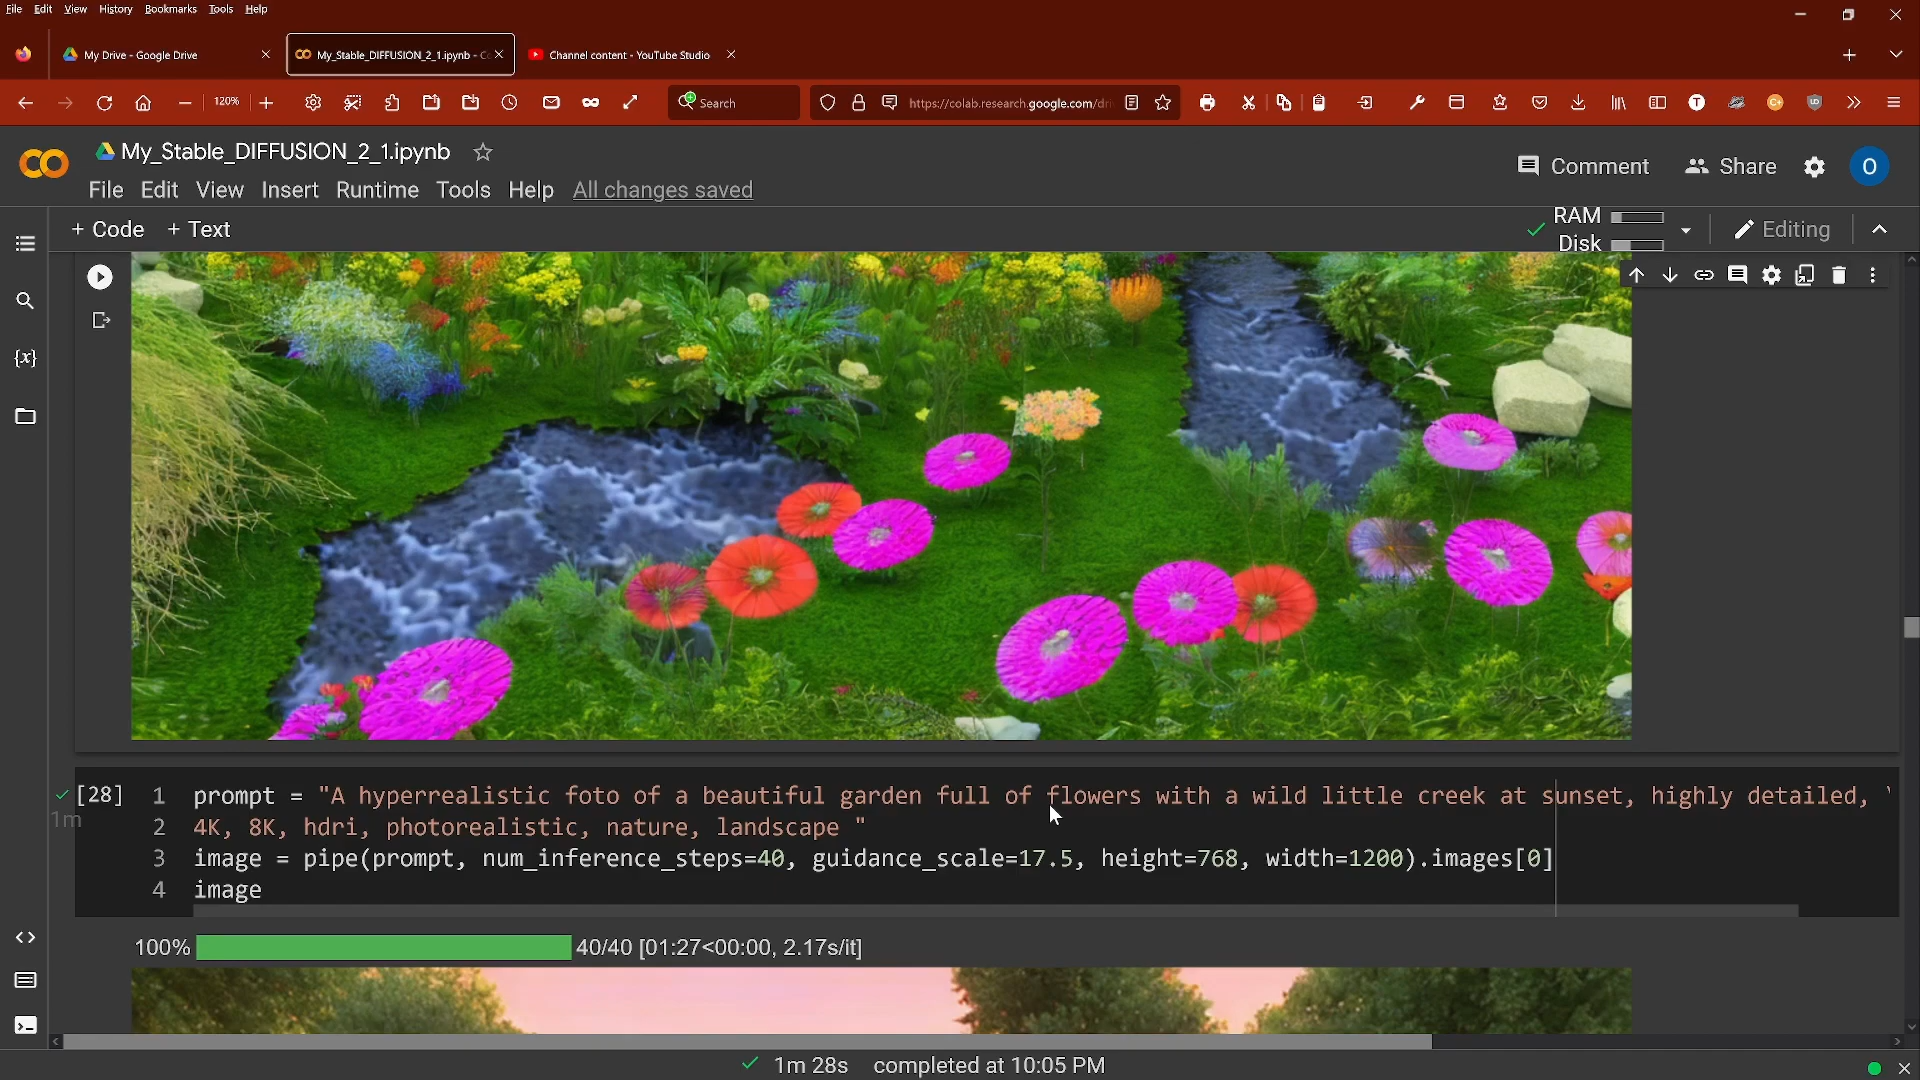 File Edit View History Bookmarks Tools Help
My Drive - Google Drive
My_Stable_DIFFUSION_2_1.ipynb - Co
Channel content - YouTube Studio
120%
Search
https://colab.research.google.com/dri
My_Stable_DIFFUSION_2_1.ipynb
Comment
Share
O
File Edit View Insert Runtime Tools Help All changes saved
+ Code + Text
RAM
Disk
Editing
{x}
[28] 1 prompt = "A hyperrealistic foto of a beautiful garden full of flowers with a wild little creek at sunset, highly detailed, \
1m
2 4K, 8K, hdri, photorealistic, nature, landscape "
3 image = pipe(prompt, num_inference_steps=40, guidance_scale=17.5, height=768, width=1200).images[0]
4 image
100% 40/40 [01:27<00:00, 2.17s/it]
1m 28s completed at 10:05 PM